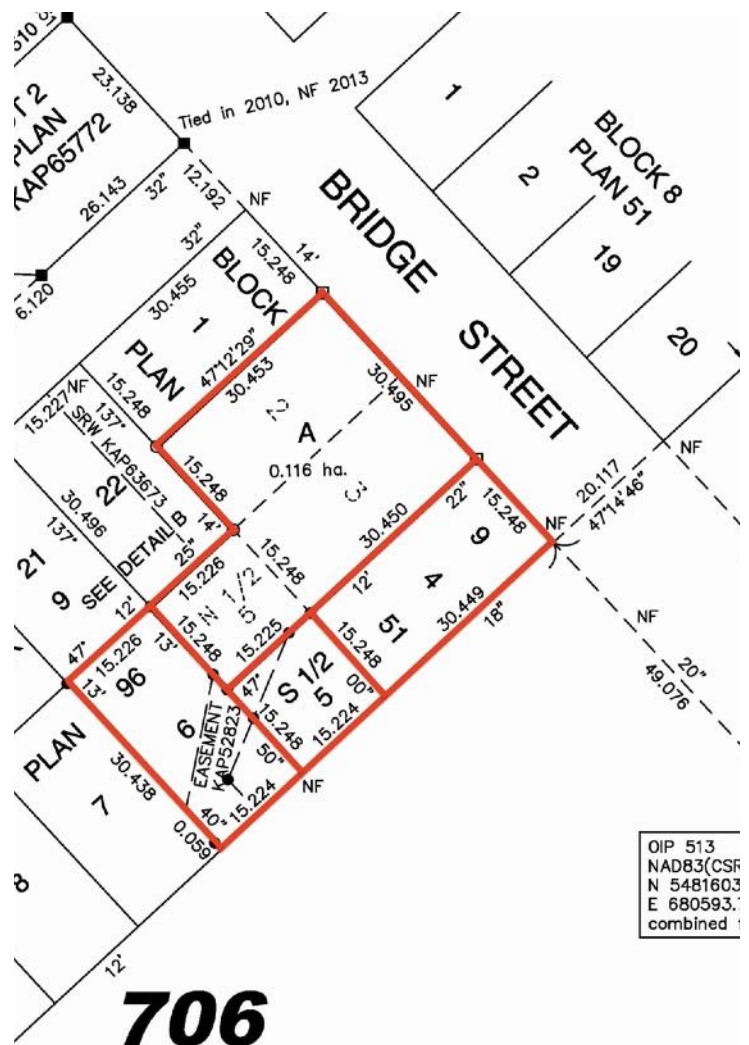 510
23.138
Tied in 2010, NF 2013
T 2
PLAN
KAP65772
26.143
32"
12.192
NF
6.120
32"
15.248
14'
30.455
BLOCK
1
PLAN
47°12'29"
30.453
BRIDGE
STREET
1
2
19
20
BLOCK 8
PLAN 51
30.495
NF
2
A
0.116 ha.
3
NF
15.227
15.248
137'
SRW KAP63673
22
30.496
137'
21
9
SEE DETAIL B
15.248
14'
25"
15.226
12'
N 1/2
5
15.248
30.450
22"
12'
15.248
9
4
51
30.449
18"
NF
20.117
47°14'46"
NF
NF
20"
49.076
47'
15.226
13'
96
13'
15.248
15.225
47'
6
EASEMENT
KAP52823
S 1/2
5
15.248
00"
15.224
15.248
50"
NF
15.224
40"
0.059
30.438
PLAN
7
8
12'
706
OIP 513
NAD83(CSR
N 5481603
E 680593.
combined